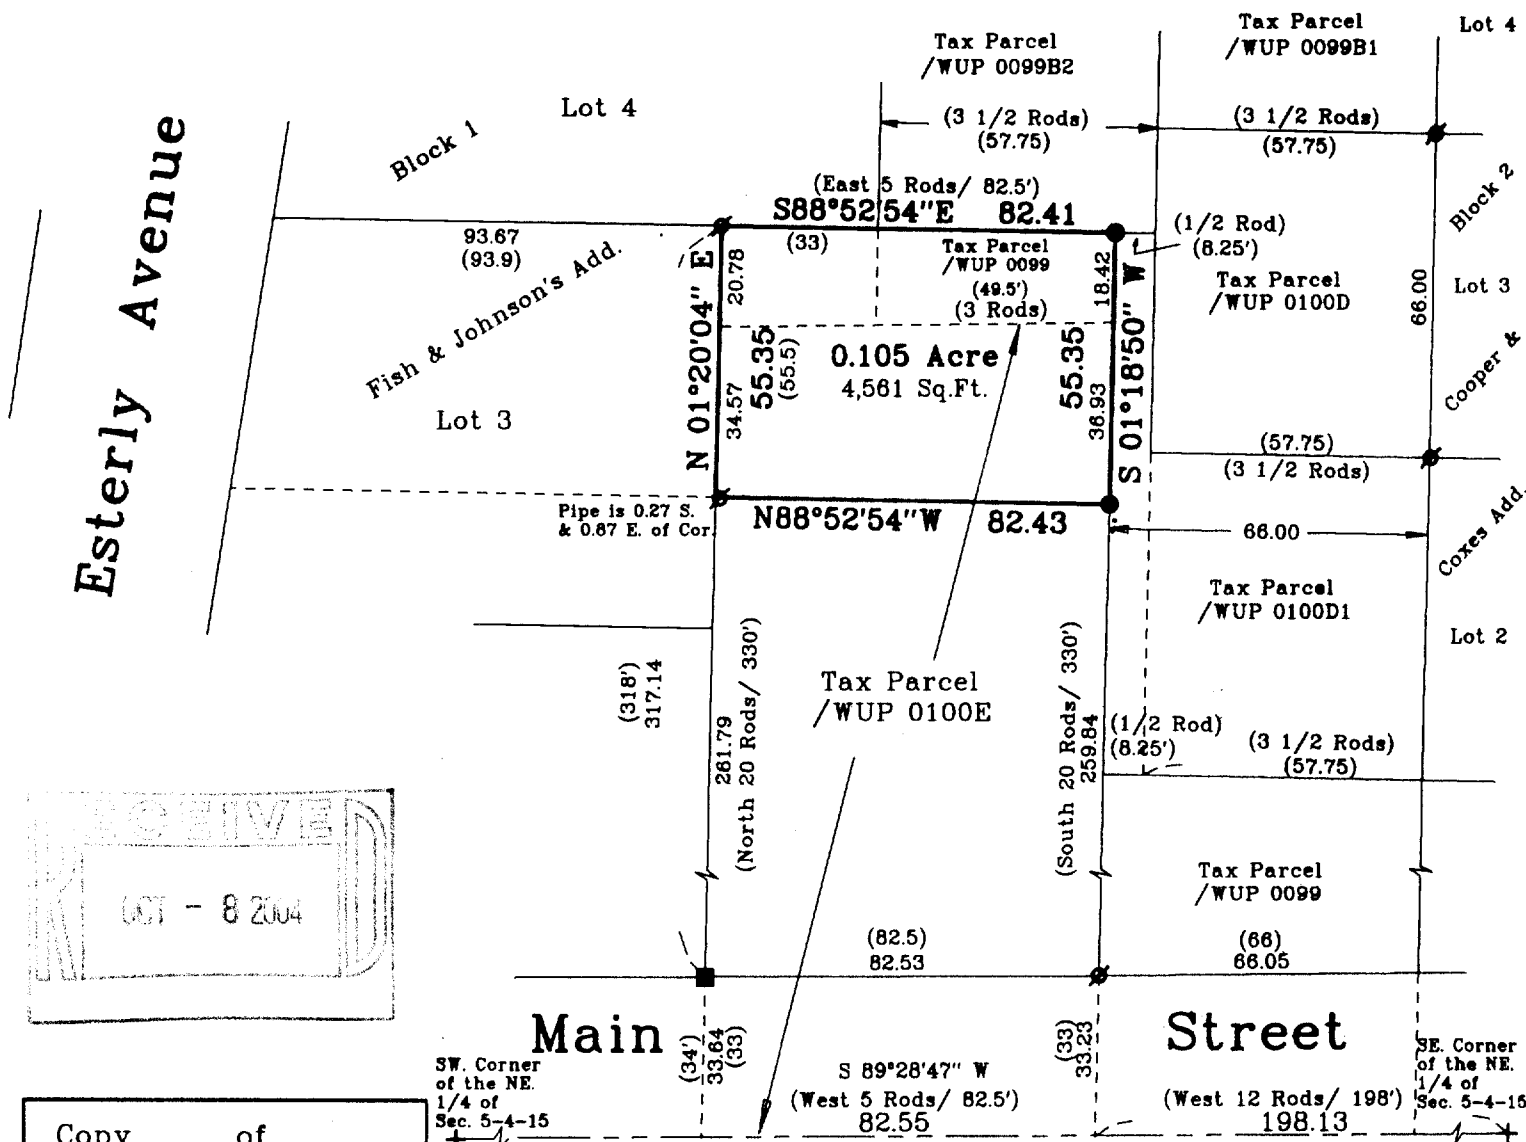 Tax Parcel
/WUP 0099B1
Lot 4
Tax Parcel
/WUP 0099B2
Lot 4
Block 1
(3 1/2 Rods)
(57.75)
(3 1/2 Rods)
(57.75)
Esterly Avenue
(East 5 Rods/ 82.5')
S88°52'54"E 82.41
Block 2
93.67
(93.9)
(33)
Tax Parcel
/WUP 0099
(49.5')
(3 Rods)
(1/2 Rod)
(8.25')
Tax Parcel
/WUP 0100D
Lot 3
66.00
Fish & Johnson's Add.
N 01°20'04" E
20.78
18.42
S 01°18'50" W
0.105 Acre
4,561 Sq.Ft.
55.35
(55.5)
34.57
55.35
36.93
Cooper &
Coxes Add.
Lot 3
(57.75)
(3 1/2 Rods)
Pipe is 0.27 S.
& 0.67 E. of Cor.
N88°52'54"W 82.43
66.00
Tax Parcel
/WUP 0100D1
Lot 2
(318')
317.14
261.79
(North 20 Rods/ 330')
Tax Parcel
/WUP 0100E
(South 20 Rods/ 330')
259.84
(1/2 Rod)
(8.25')
(3 1/2 Rods)
(57.75)
RECEIVED
OCT - 8 2004
Tax Parcel
/WUP 0099
(82.5)
82.53
(66)
66.05
Main Street
(34')
33.64
(33)
(33)
33.23
SW. Corner
of the NE.
1/4 of
Sec. 5-4-15
S 89°28'47" W
(West 5 Rods/ 82.5')
82.55
(West 12 Rods/ 198')
198.13
SE. Corner
of the NE.
1/4 of
Sec. 5-4-15
Copy of